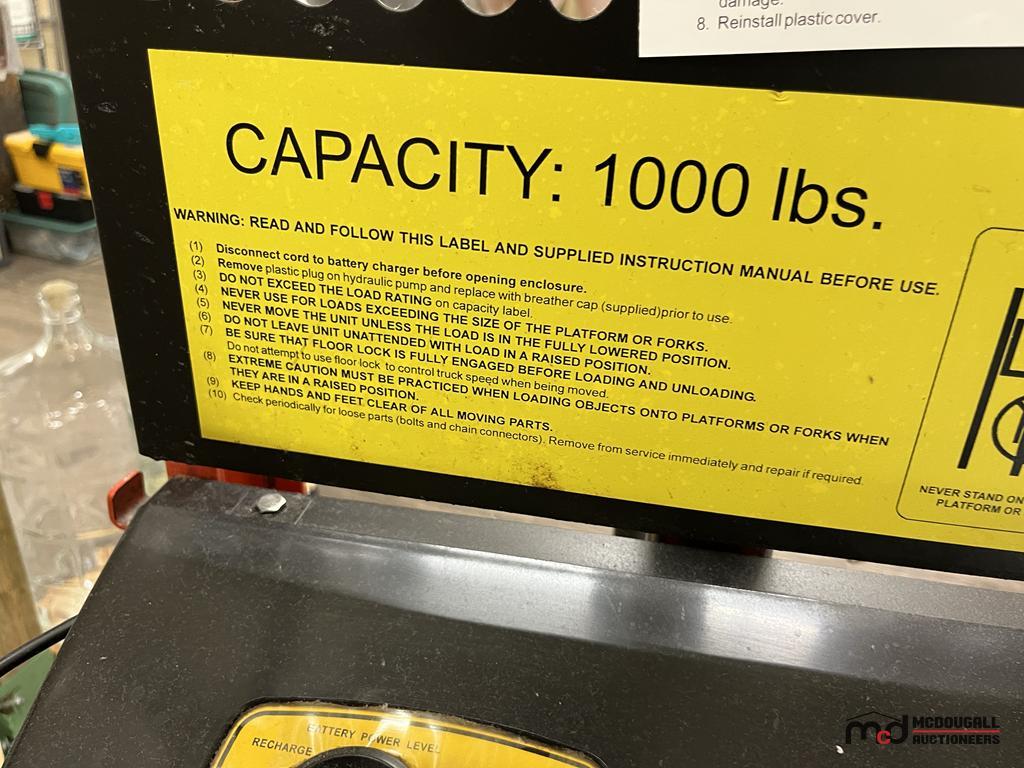 damage.
8. Reinstall plastic cover.
CAPACITY: 1000 lbs.
WARNING: READ AND FOLLOW THIS LABEL AND SUPPLIED INSTRUCTION MANUAL BEFORE USE.
(1) Disconnect cord to battery charger before opening enclosure.
(2) Remove plastic plug on hydraulic pump and replace with breather cap (supplied)prior to use.
(3) DO NOT EXCEED THE LOAD RATING on capacity label.
(4) NEVER USE FOR LOADS EXCEEDING THE SIZE OF THE PLATFORM OR FORKS.
(5) NEVER MOVE THE UNIT UNLESS THE LOAD IS IN THE FULLY LOWERED POSITION.
(6) DO NOT LEAVE UNIT UNATTENDED WITH LOAD IN A RAISED POSITION.
(7) BE SURE THAT FLOOR LOCK IS FULLY ENGAGED BEFORE LOADING AND UNLOADING.
Do not attempt to use floor lock to control truck speed when being moved.
(8) EXTREME CAUTION MUST BE PRACTICED WHEN LOADING OBJECTS ONTO PLATFORMS OR FORKS WHEN
THEY ARE IN A RAISED POSITION.
(9) KEEP HANDS AND FEET CLEAR OF ALL MOVING PARTS.
(10) Check periodically for loose parts (bolts and chain connectors). Remove from service immediately and repair if required.
NEVER STAND ON
PLATFORM OR
BATTERY POWER LEVEL
RECHARGE
mcd MCDOUGALL
AUCTIONEERS